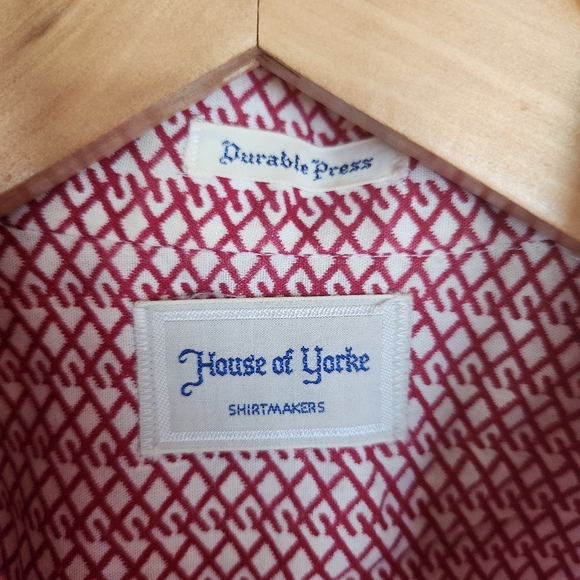 Durable Press
House of Yorke
SHIRTMAKERS